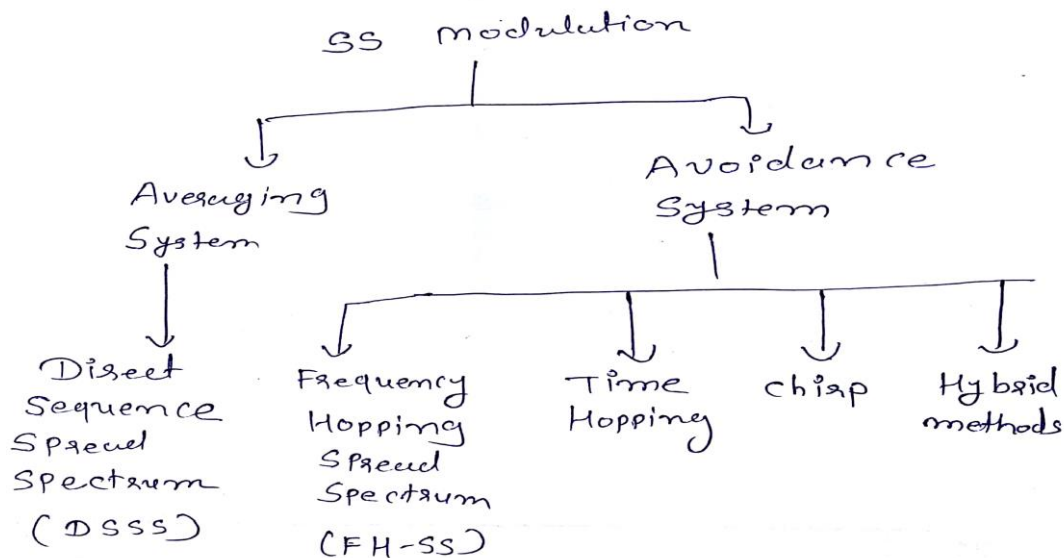 SS modulation
Averaging
System
Avoidance
System
Direct
Sequence
Spread
Spectrum
(DSSS)
Frequency
Hopping
Spread
Spectrum
(FH-SS)
Time
Hopping
chirp
Hybrid
methods